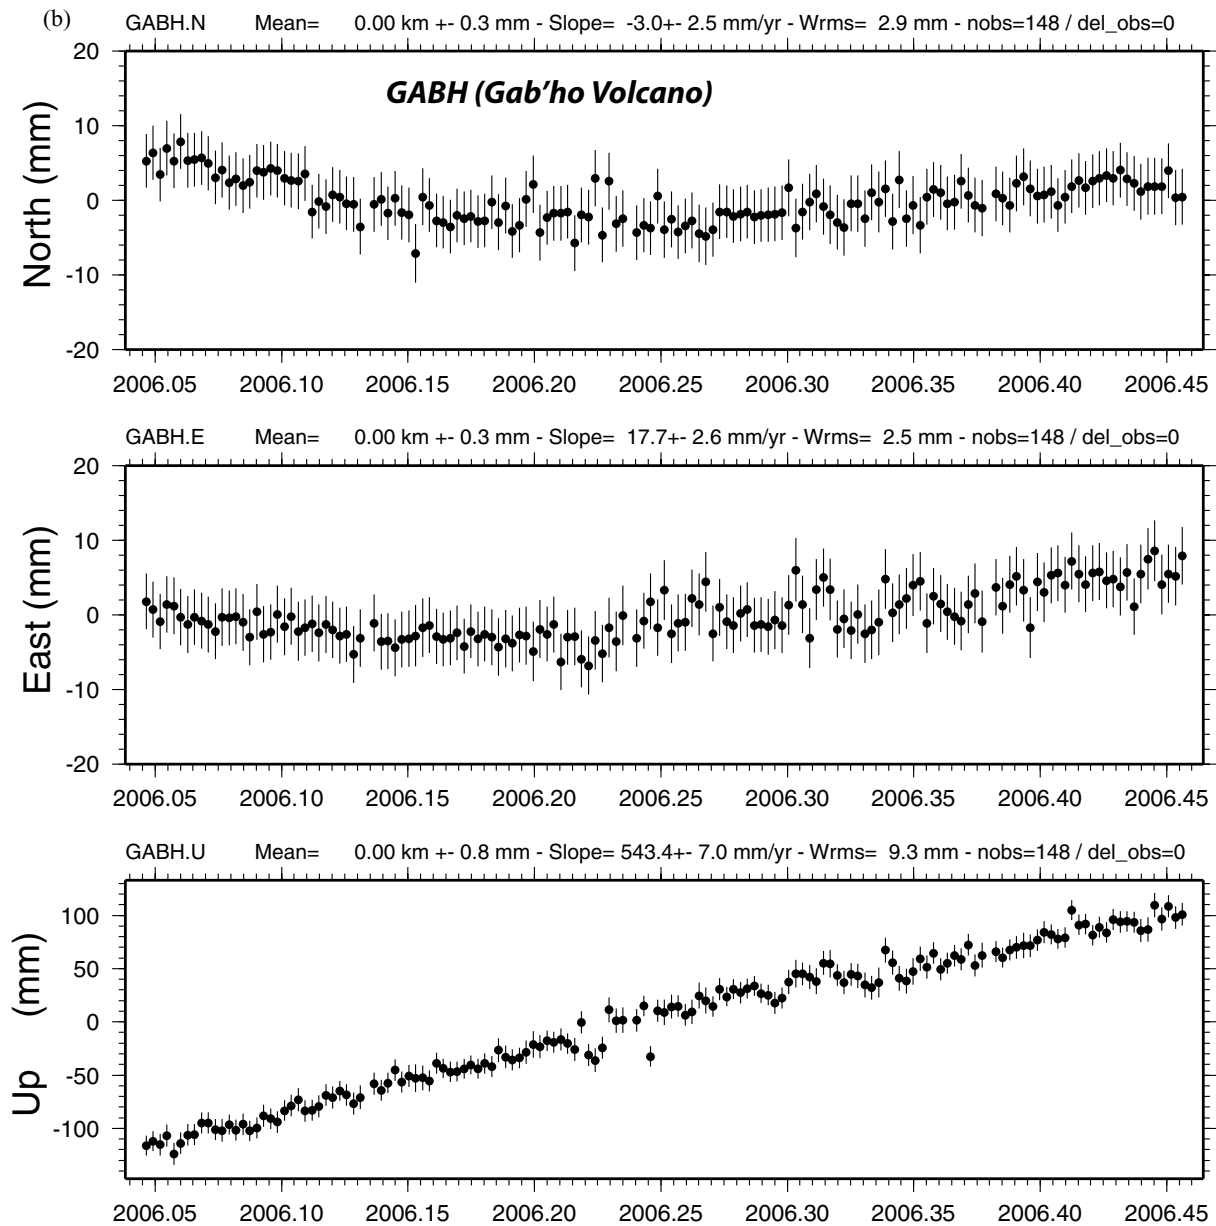 (b)
GABH.N Mean= 0.00 km +- 0.3 mm - Slope= -3.0+- 2.5 mm/yr - Wrms= 2.9 mm - nobs=148 / del_obs=0
GABH (Gab'ho Volcano)
North (mm)
20
10
0
-10
-20
2006.05 2006.10 2006.15 2006.20 2006.25 2006.30 2006.35 2006.40 2006.45
GABH.E Mean= 0.00 km +- 0.3 mm - Slope= 17.7+- 2.6 mm/yr - Wrms= 2.5 mm - nobs=148 / del_obs=0
East (mm)
20
10
0
-10
-20
2006.05 2006.10 2006.15 2006.20 2006.25 2006.30 2006.35 2006.40 2006.45
GABH.U Mean= 0.00 km +- 0.8 mm - Slope= 543.4+- 7.0 mm/yr - Wrms= 9.3 mm - nobs=148 / del_obs=0
Up (mm)
100
50
0
-50
-100
2006.05 2006.10 2006.15 2006.20 2006.25 2006.30 2006.35 2006.40 2006.45